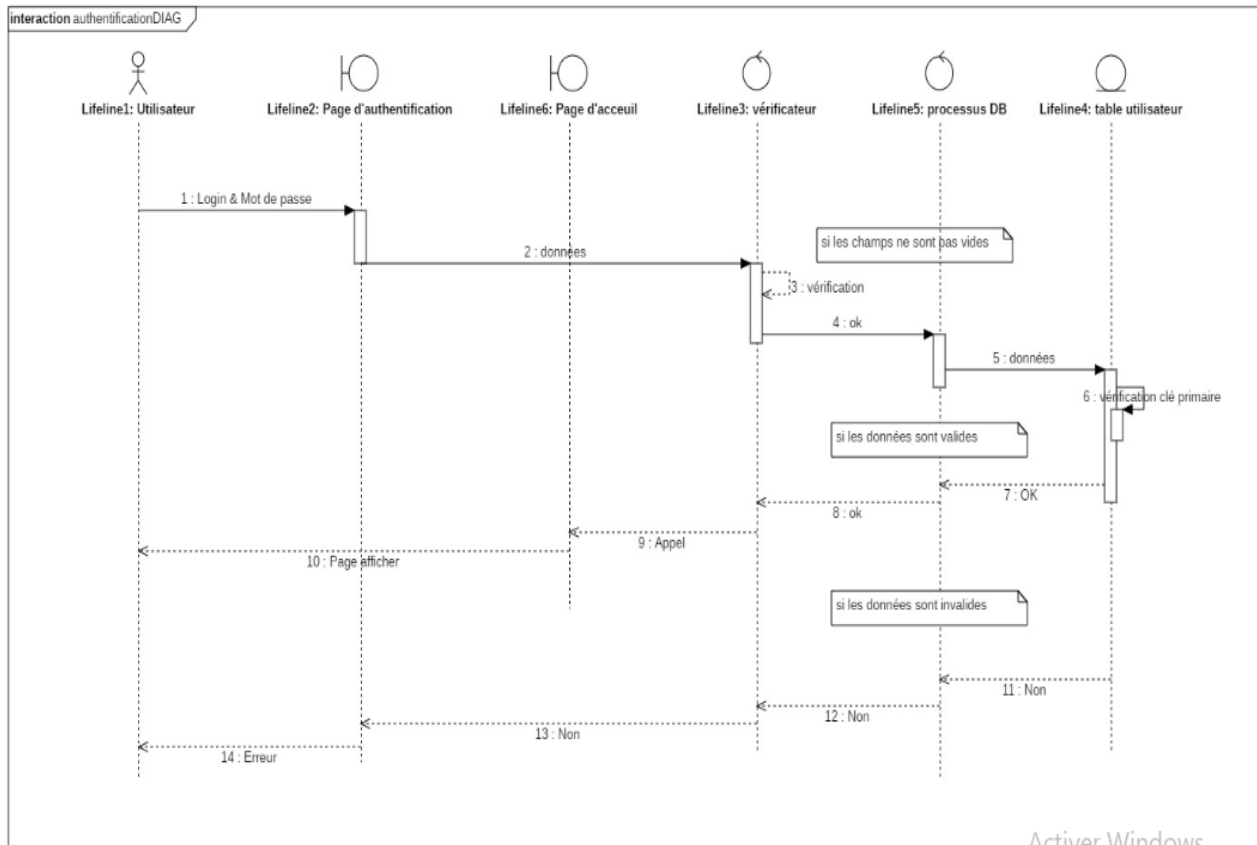 interaction authentificationDIAG
Lifeline1: Utilisateur
Lifeline2: Page d'authentification
Lifeline6: Page d'acceuil
Lifeline3: vérificateur
Lifeline5: processus DB
Lifeline4: table utilisateur
1 : Login & Mot de passe
si les champs ne sont pas vides
2 : données
3 : vérification
4 : ok
5 : données
6 : vérification clé primaire
si les données sont valides
7 : OK
8 : ok
9 : Appel
10 : Page afficher
si les données sont invalides
11 : Non
12 : Non
13 : Non
14 : Erreur
Activer Windows